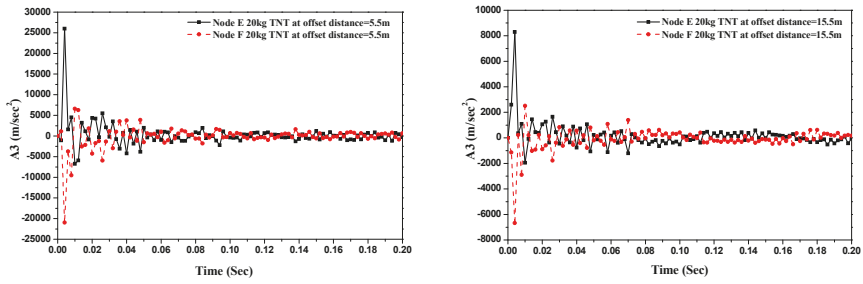 Node E 20kg TNT at offset distance=5.5m
Node F 20kg TNT at offset distance=5.5m
A3 (m/sec²)
30000
25000
20000
15000
10000
5000
0
-5000
-10000
-15000
-20000
-25000
0.00 0.02 0.04 0.06 0.08 0.10 0.12 0.14 0.16 0.18 0.20
Time (Sec)
Node E 20kg TNT at offset distance=15.5m
Node F 20kg TNT at offset distance=15.5m
A3 (m/sec²)
10000
8000
6000
4000
2000
0
-2000
-4000
-6000
-8000
0.00 0.02 0.04 0.06 0.08 0.10 0.12 0.14 0.16 0.18 0.20
Time (Sec)